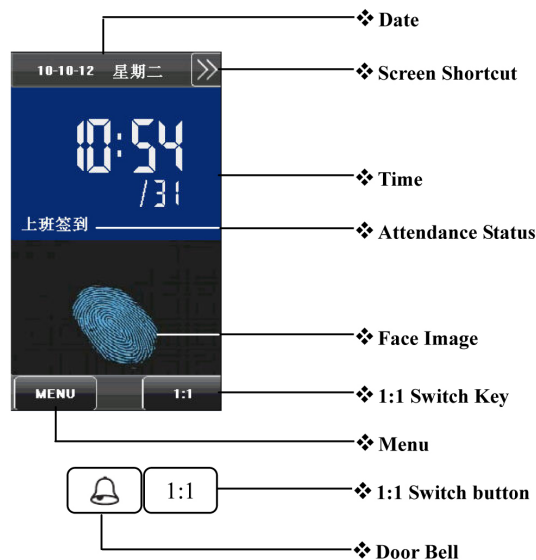 ❖ Date
10-10-12 星期二
❖ Screen Shortcut
10:54
/31
❖ Time
上班签到
❖ Attendance Status
❖ Face Image
MENU 1:1
❖ 1:1 Switch Key
❖ Menu
1:1
❖ 1:1 Switch button
❖ Door Bell